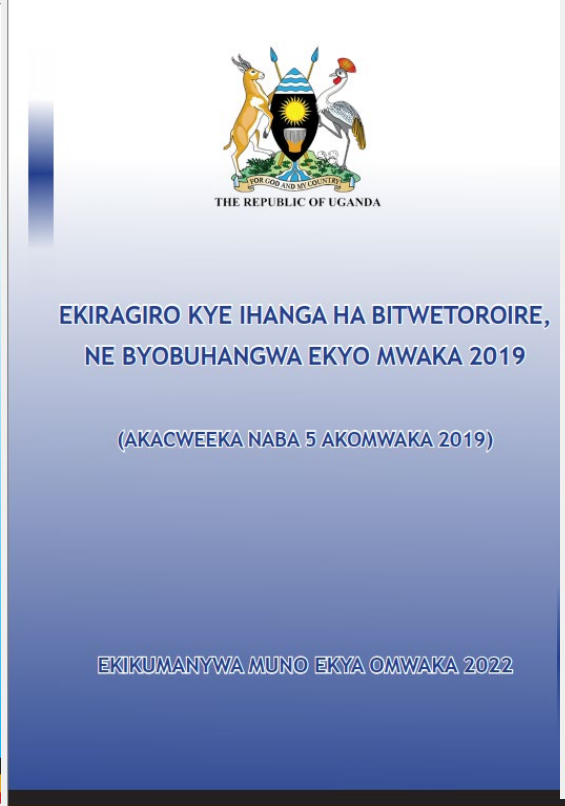 FOR GOD AND MY COUNTRY
THE REPUBLIC OF UGANDA
EKIRAGIRO KYE IHANGA HA BITWETOROIRE,
NE BYOBUHANGWA EKYO MWAKA 2019
(AKACWEEKA NABA 5 AKOMWAKA 2019)
EKIKUMANYWA MUNO EKYA OMWAKA 2022